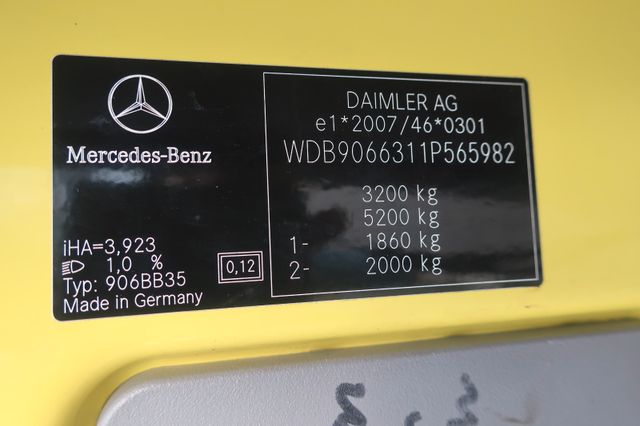 Mercedes-Benz
iHA=3,923
1,0 %
Typ: 906BB35
Made in Germany
0,12
DAIMLER AG
e1*2007/46*0301
WDB9066311P565982
3200 kg
5200 kg
1- 1860 kg
2- 2000 kg